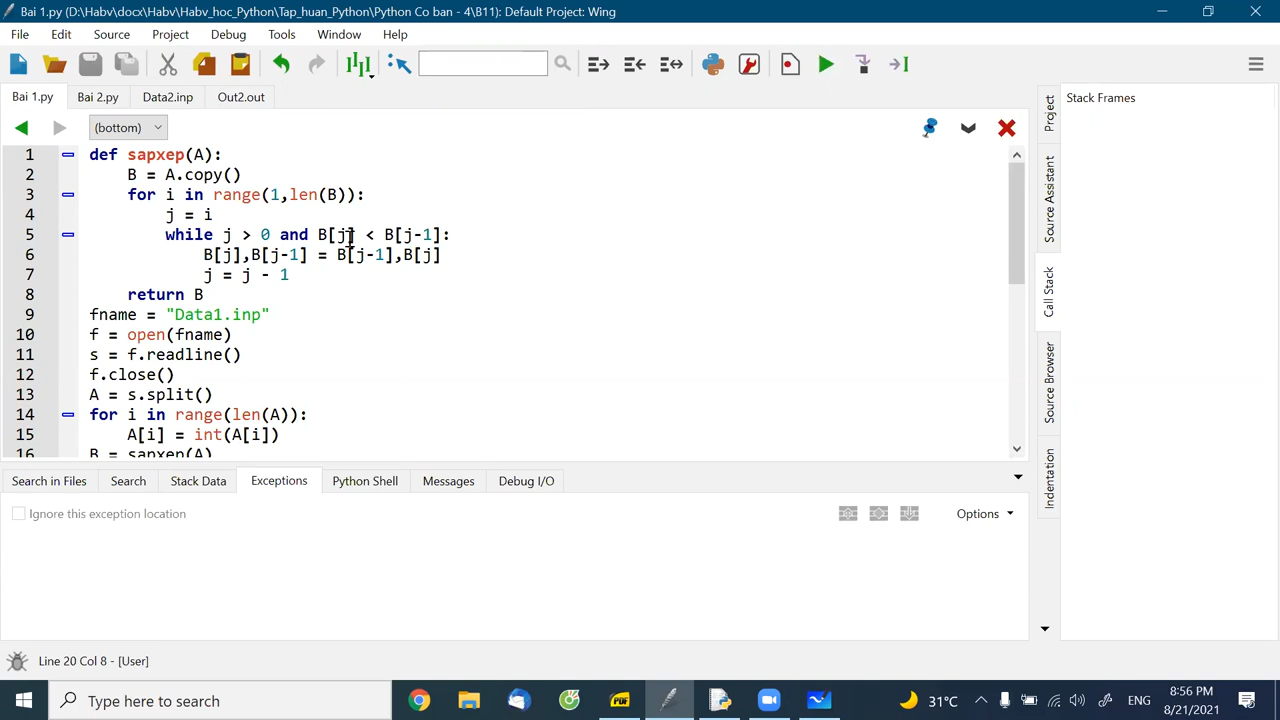 Bai 1.py (D:\Habv\docx\Habv\Habv_hoc_Python\Tap_huan_Python\Python Co ban - 4\B11): Default Project: Wing
File Edit Source Project Debug Tools Window Help
Bai 1.py Bai 2.py Data2.inp Out2.out
(bottom)
1 def sapxep(A):
2 B = A.copy()
3 for i in range(1,len(B)):
4 j = i
5 while j > 0 and B[j] < B[j-1]:
6 B[j],B[j-1] = B[j-1],B[j]
7 j = j - 1
8 return B
9 fname = "Data1.inp"
10 f = open(fname)
11 s = f.readline()
12 f.close()
13 A = s.split()
14 for i in range(len(A)):
15 A[i] = int(A[i])
16 B = sapxep(A)
Search in Files Search Stack Data Exceptions Python Shell Messages Debug I/O
Ignore this exception location
Options
Project
Source Assistant
Call Stack
Source Browser
Indentation
Stack Frames
Line 20 Col 8 - [User]
Type here to search
PDF
31°C
ENG
8:56 PM
8/21/2021